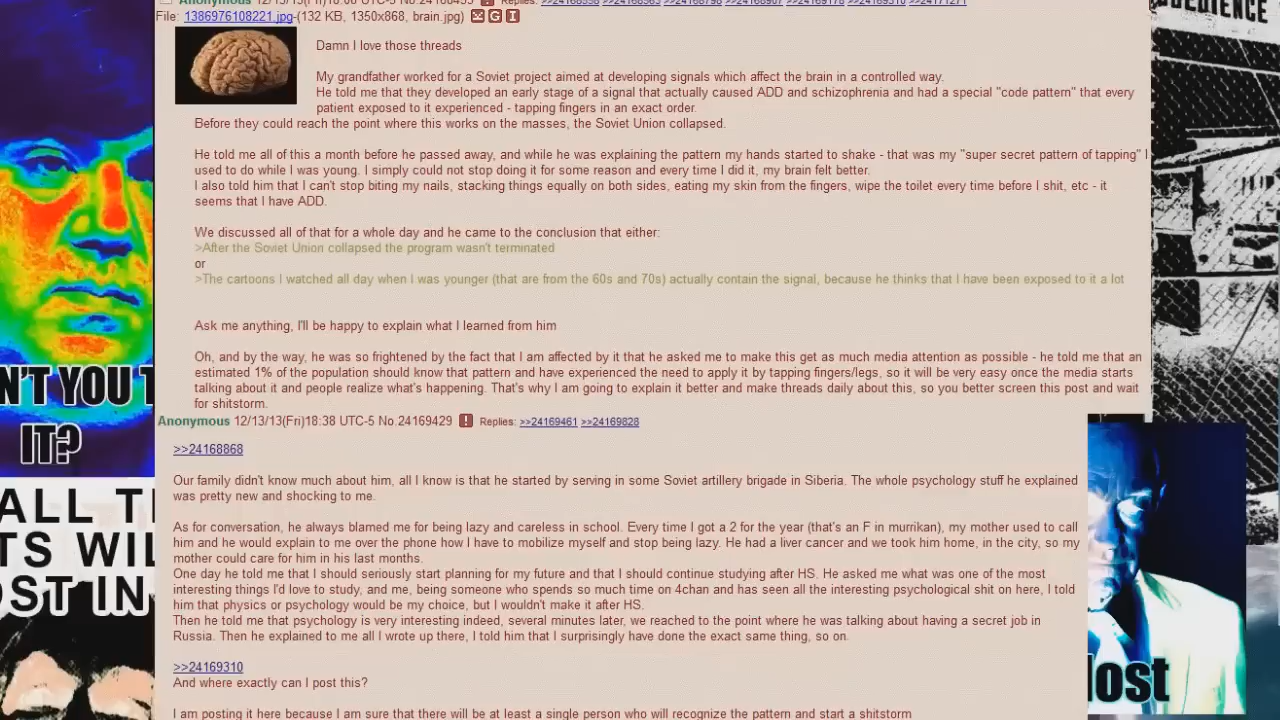 Anonymous 12/13/13(Fri)18:06 UTC-5 No.24168495 Replies:
File: 1386976108221.jpg-(132 KB, 1350x868, brain.jpg) G I
BEDIENCE
Damn I love those threads
My grandfather worked for a Soviet project aimed at developing signals which affect the brain in a controlled way.
He told me that they developed an early stage of a signal that actually caused ADD and schizophrenia and had a special "code pattern" that every
patient exposed to it experienced - tapping fingers in an exact order.
Before they could reach the point where this works on the masses, the Soviet Union collapsed.
He told me all of this a month before he passed away, and while he was explaining the pattern my hands started to shake - that was my "super secret pattern of tapping" I
used to do while I was young. I simply could not stop doing it for some reason and every time I did it, my brain felt better.
I also told him that I can't stop biting my nails, stacking things equally on both sides, eating my skin from the fingers, wipe the toilet every time before I shit, etc - it
seems that I have ADD.
We discussed all of that for a whole day and he came to the conclusion that either:
>After the Soviet Union collapsed the program wasn't terminated
or
>The cartoons I watched all day when I was younger (that are from the 60s and 70s) actually contain the signal, because he thinks that I have been exposed to it a lot
Ask me anything, I'll be happy to explain what I learned from him
Oh, and by the way, he was so frightened by the fact that I am affected by it that he asked me to make this get as much media attention as possible - he told me that an
estimated 1% of the population should know that pattern and have experienced the need to apply it by tapping fingers/legs, so it will be very easy once the media starts
talking about it and people realize what's happening. That's why I am going to explain it better and make threads daily about this, so you better screen this post and wait
for shitstorm.
N'T YOU T
IT?
Anonymous 12/13/13(Fri)18:38 UTC-5 No.24169429 Replies: >>24169461 >>24169828
>>24168868
Our family didn't know much about him, all I know is that he started by serving in some Soviet artillery brigade in Siberia. The whole psychology stuff he explained
was pretty new and shocking to me.
As for conversation, he always blamed me for being lazy and careless in school. Every time I got a 2 for the year (that's an F in murrikan), my mother used to call
him and he would explain to me over the phone how I have to mobilize myself and stop being lazy. He had a liver cancer and we took him home, in the city, so my
mother could care for him in his last months.
One day he told me that I should seriously start planning for my future and that I should continue studying after HS. He asked me what was one of the most
interesting things I'd love to study, and me, being someone who spends so much time on 4chan and has seen all the interesting psychological shit on here, I told
him that physics or psychology would be my choice, but I wouldn't make it after HS.
Then he told me that psychology is very interesting indeed, several minutes later, we reached to the point where he was talking about having a secret job in
Russia. Then he explained to me all I wrote up there, I told him that I surprisingly have done the exact same thing, so on.
ALL T
TS WIL
OST IN
>>24169310
And where exactly can I post this?
I am posting it here because I am sure that there will be at least a single person who will recognize the pattern and start a shitstorm
lost